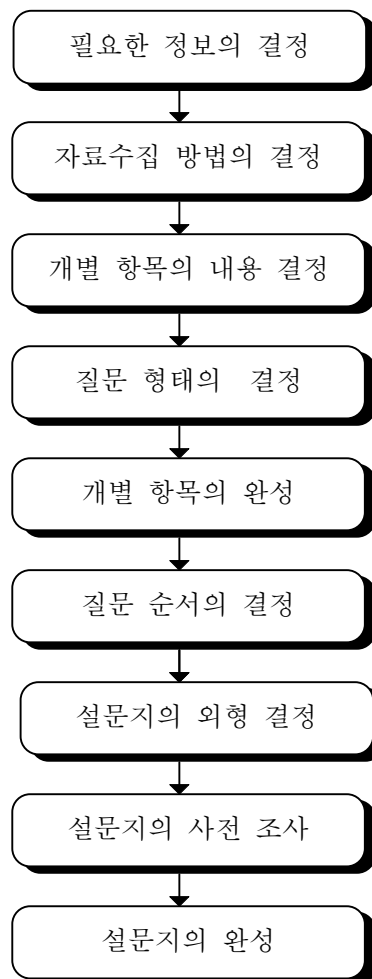 필요한 정보의 결정
자료수집 방법의 결정
개별 항목의 내용 결정
질문 형태의 결정
개별 항목의 완성
질문 순서의 결정
설문지의 외형 결정
설문지의 사전 조사
설문지의 완성